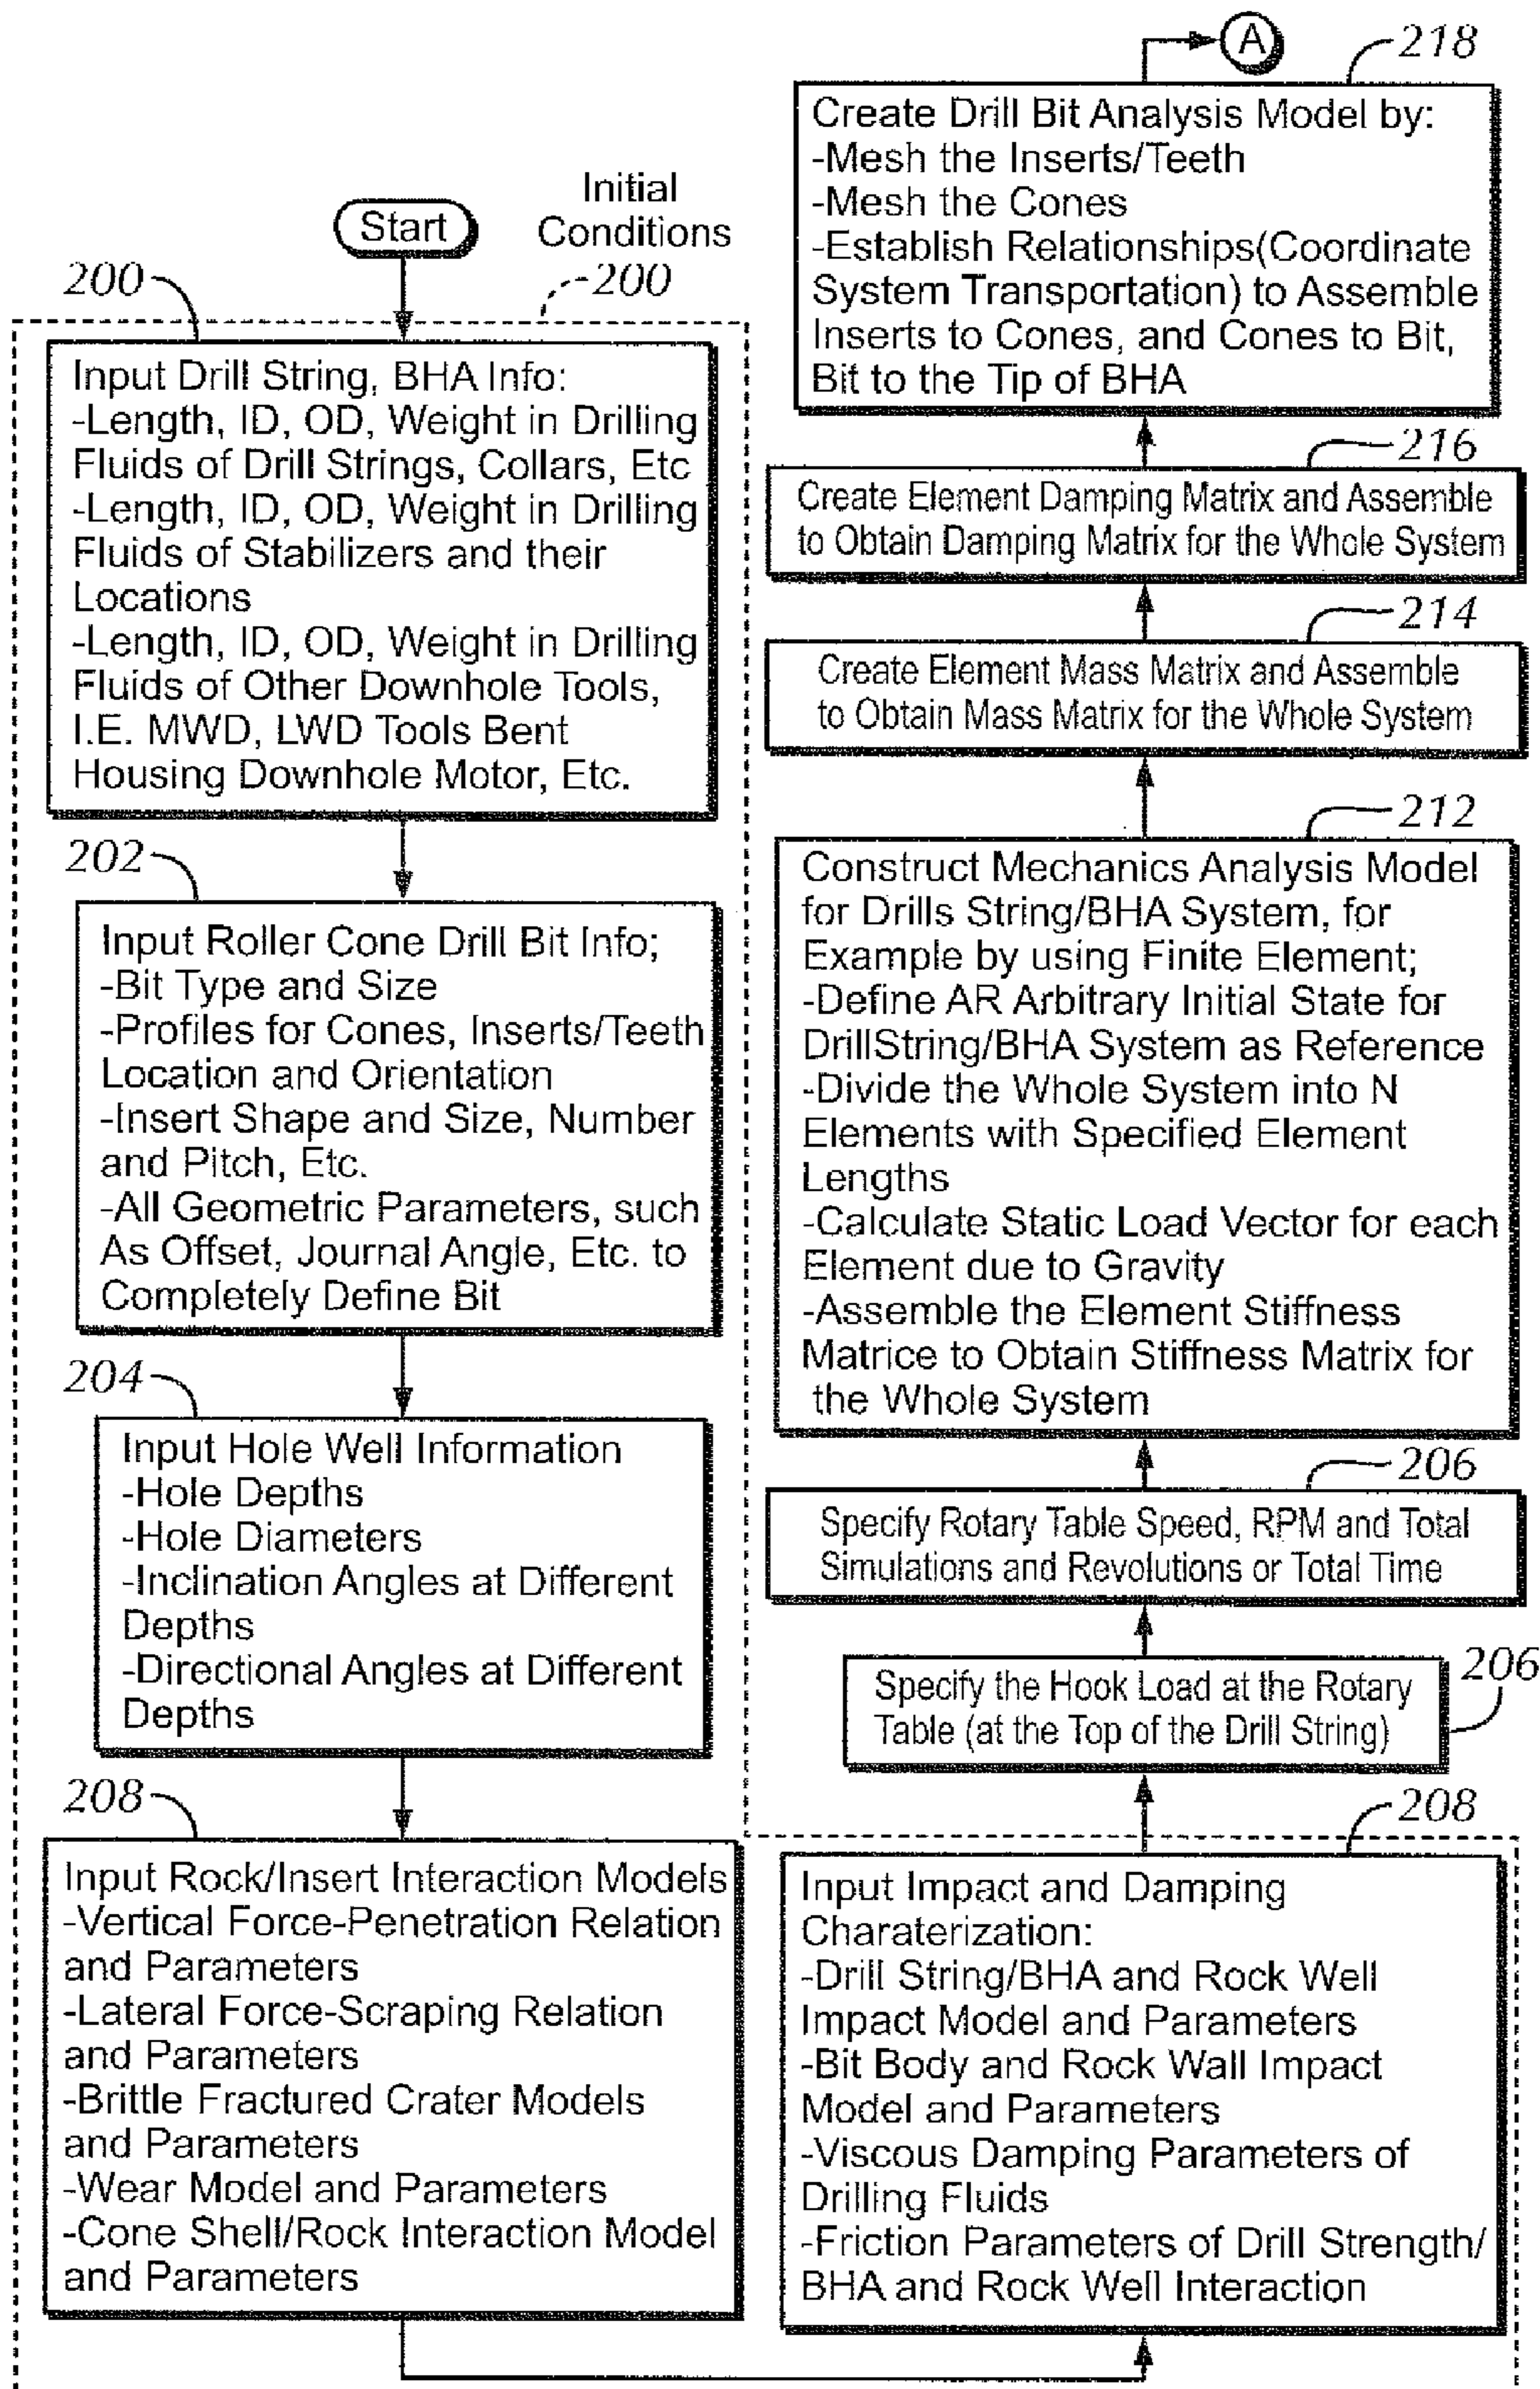 Start
Initial
Conditions
200
200
Input Drill String, BHA Info:
-Length, ID, OD, Weight in Drilling
Fluids of Drill Strings, Collars, Etc
-Length, ID, OD, Weight in Drilling
Fluids of Stabilizers and their
Locations
-Length, ID, OD, Weight in Drilling
Fluids of Other Downhole Tools,
I.E. MWD, LWD Tools Bent
Housing Downhole Motor, Etc.
202
Input Roller Cone Drill Bit Info;
-Bit Type and Size
-Profiles for Cones, Inserts/Teeth
Location and Orientation
-Insert Shape and Size, Number
and Pitch, Etc.
-All Geometric Parameters, such
As Offset, Journal Angle, Etc. to
Completely Define Bit
204
Input Hole Well Information
-Hole Depths
-Hole Diameters
-Inclination Angles at Different
Depths
-Directional Angles at Different
Depths
208
Input Rock/Insert Interaction Models
-Vertical Force-Penetration Relation
and Parameters
-Lateral Force-Scraping Relation
and Parameters
-Brittle Fractured Crater Models
and Parameters
-Wear Model and Parameters
-Cone Shell/Rock Interaction Model
and Parameters
208
Input Impact and Damping
Charaterization:
-Drill String/BHA and Rock Well
Impact Model and Parameters
-Bit Body and Rock Wall Impact
Model and Parameters
-Viscous Damping Parameters of
Drilling Fluids
-Friction Parameters of Drill Strength/
BHA and Rock Well Interaction
206
Specify the Hook Load at the Rotary
Table (at the Top of the Drill String)
206
Specify Rotary Table Speed, RPM and Total
Simulations and Revolutions or Total Time
212
Construct Mechanics Analysis Model
for Drills String/BHA System, for
Example by using Finite Element;
-Define AR Arbitrary Initial State for
DrillString/BHA System as Reference
-Divide the Whole System into N
Elements with Specified Element
Lengths
-Calculate Static Load Vector for each
Element due to Gravity
-Assemble the Element Stiffness
Matrice to Obtain Stiffness Matrix for
the Whole System
214
Create Element Mass Matrix and Assemble
to Obtain Mass Matrix for the Whole System
216
Create Element Damping Matrix and Assemble
to Obtain Damping Matrix for the Whole System
218
Create Drill Bit Analysis Model by:
-Mesh the Inserts/Teeth
-Mesh the Cones
-Establish Relationships(Coordinate
System Transportation) to Assemble
Inserts to Cones, and Cones to Bit,
Bit to the Tip of BHA
A